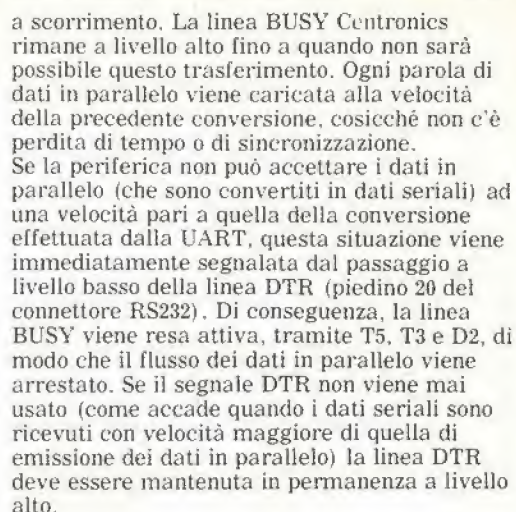 a scorrimento. La linea BUSY Centronics
rimane a livello alto fino a quando non sarà
possibile questo trasferimento. Ogni parola di
dati in parallelo viene caricata alla velocità
della precedente conversione, cosicché non c'è
perdita di tempo o di sincronizzazione.
Se la periferica non può accettare i dati in
parallelo (che sono convertiti in dati seriali) ad
una velocità pari a quella della conversione
effettuata dalla UART, questa situazione viene
immediatamente segnalata dal passaggio a
livello basso della linea DTR (piedino 20 del
connettore RS232). Di conseguenza, la linea
BUSY viene resa attiva, tramite T5, T3 e D2, di
modo che il flusso dei dati in parallelo viene
arrestato. Se il segnale DTR non viene mai
usato (come accade quando i dati seriali sono
ricevuti con velocità maggiore di quella di
emissione dei dati in parallelo) la linea DTR
deve essere mantenuta in permanenza a livello
alto.